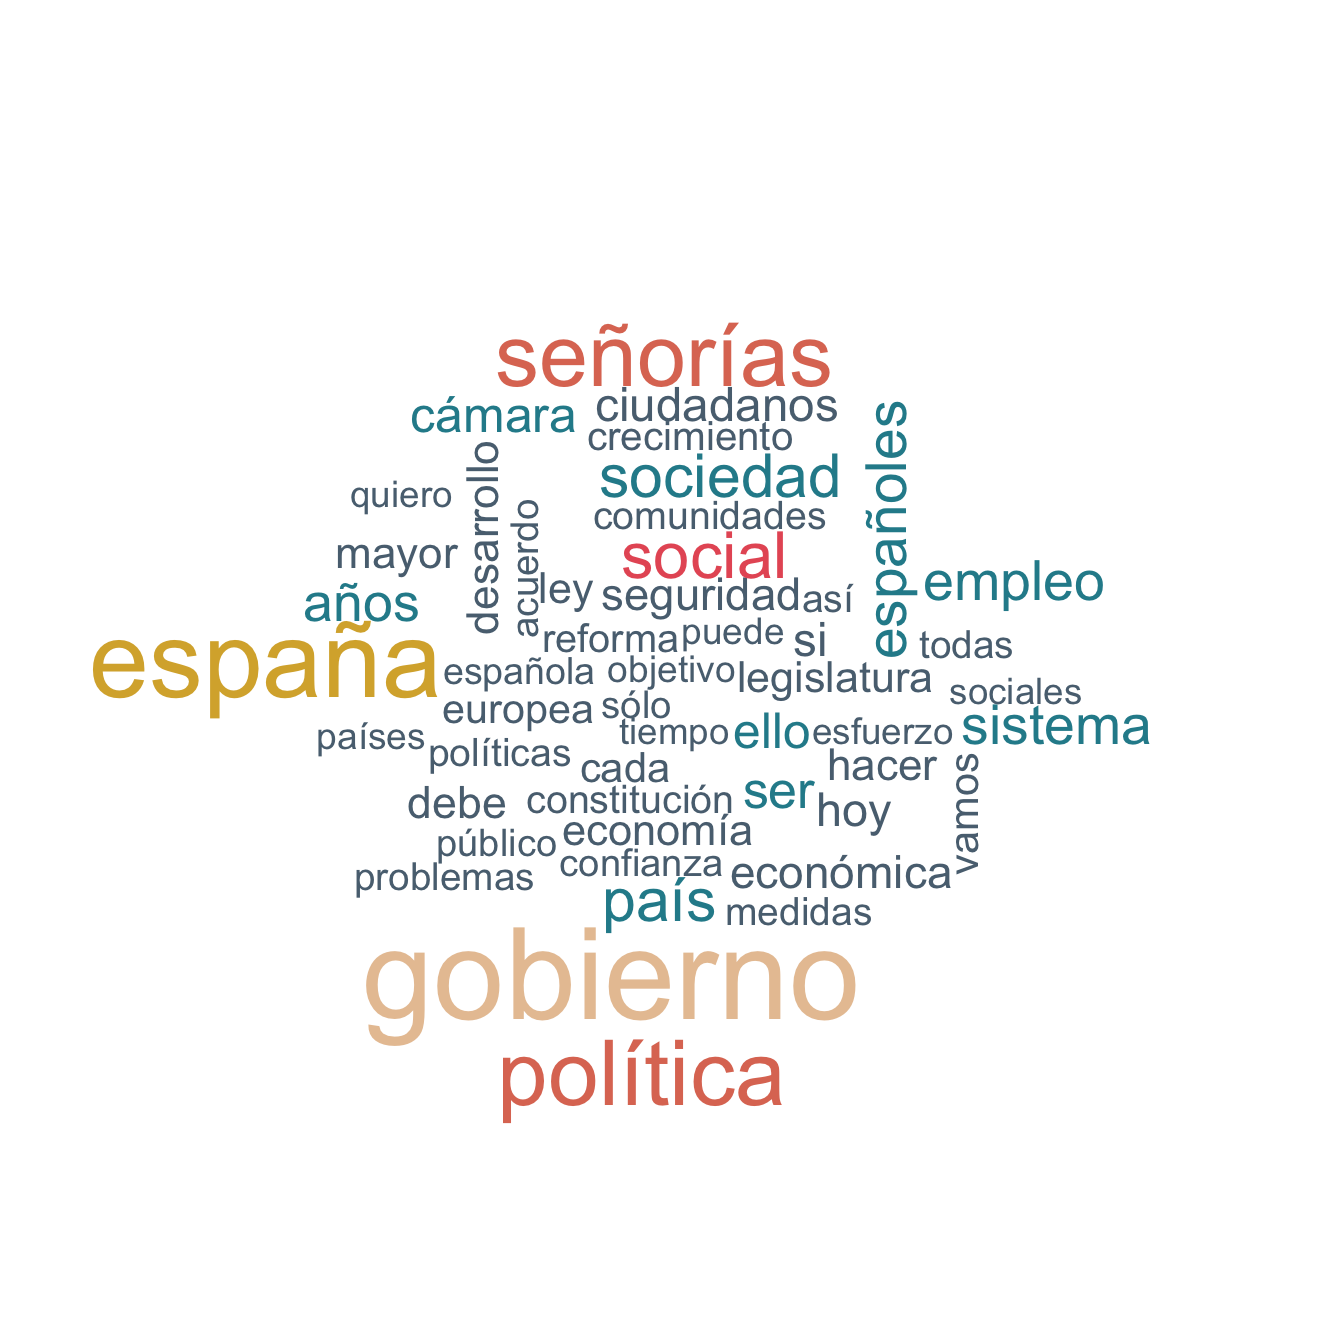 señorías
cámara
ciudadanos
crecimiento
españoles
desarrollo
sociedad
quiero
acuerdo
comunidades
mayor
social
empleo
años
ley
seguridad
así
españa
reforma
puede
si
todas
española
objetivo
legislatura
sociales
europea
sólo
países
tiempo
ello
esfuerzo
sistema
políticas
cada
hacer
vamos
debe
constitución
ser
hoy
público
economía
problemas
confianza
económica
país
medidas
gobierno
política